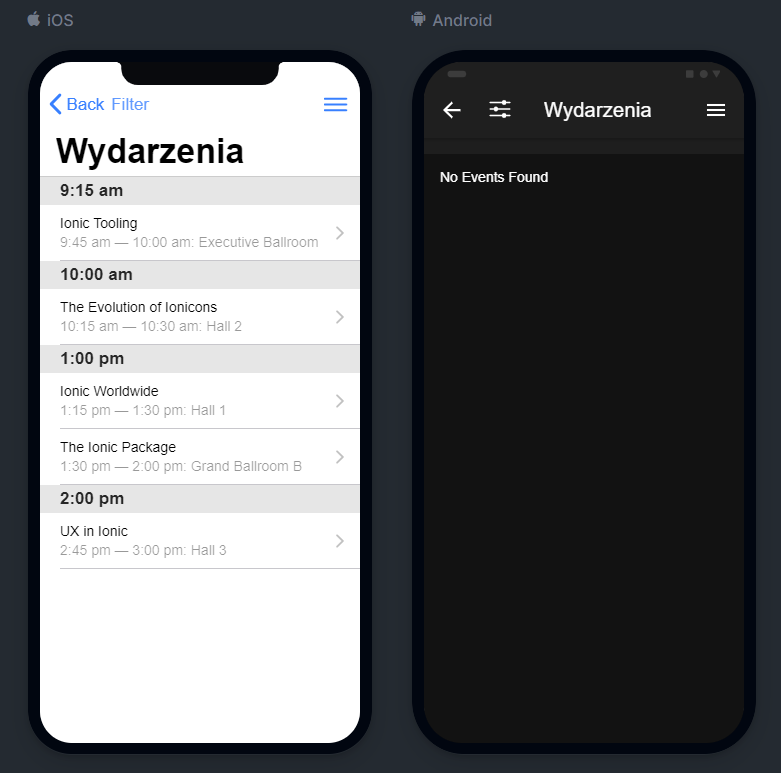 iOS
Back Filter
Wydarzenia
9:15 am
Ionic Tooling
9:45 am — 10:00 am: Executive Ballroom
10:00 am
The Evolution of Ionicons
10:15 am — 10:30 am: Hall 2
1:00 pm
Ionic Worldwide
1:15 pm — 1:30 pm: Hall 1
The Ionic Package
1:30 pm — 2:00 pm: Grand Ballroom B
2:00 pm
UX in Ionic
2:45 pm — 3:00 pm: Hall 3
Android
Wydarzenia
No Events Found